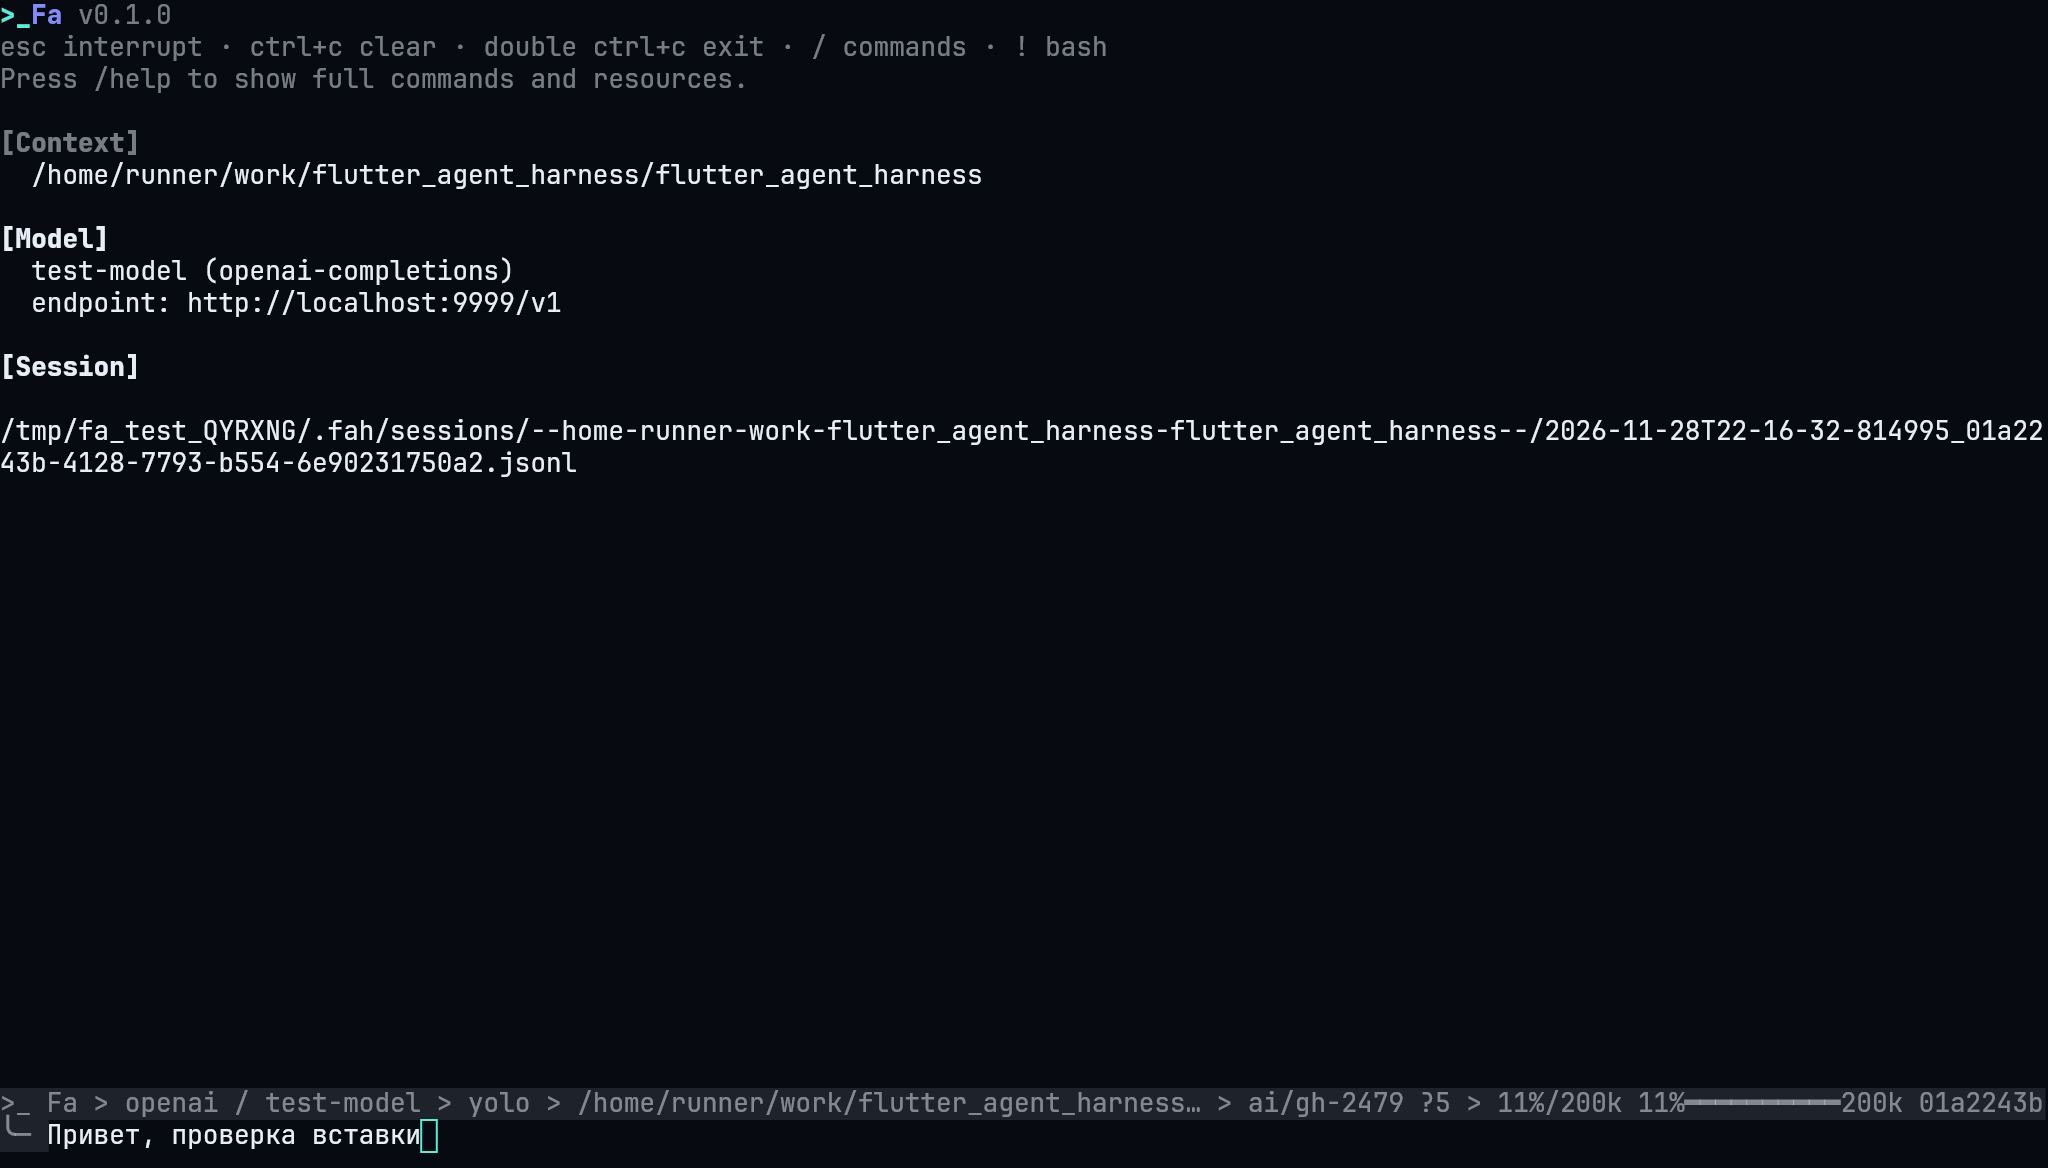 >_Fa v0.1.0
esc interrupt · ctrl+c clear · double ctrl+c exit · / commands · ! bash
Press /help to show full commands and resources.
[Context]
/home/runner/work/flutter_agent_harness/flutter_agent_harness
[Model]
test-model (openai-completions)
endpoint: http://localhost:9999/v1
[Session]
/tmp/fa_test_QYRXNG/.fah/sessions/--home-runner-work-flutter_agent_harness-flutter_agent_harness--/2026-11-28T22-16-32-814995_01a22
43b-4128-7793-b554-6e90231750a2.jsonl
>_ Fa > openai / test-model > yolo > /home/runner/work/flutter_agent_harness… > ai/gh-2479 ?5 > 11%/200k 11%━━━━━━━━━━200k 01a2243b
╰─ Привет, проверка вставки